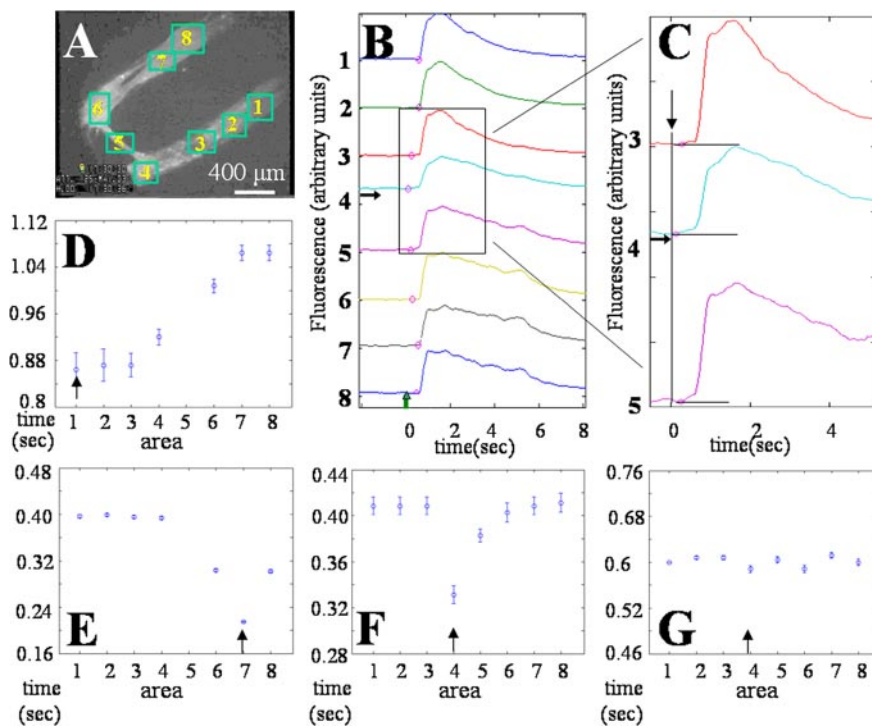 A
8
7
1
2
6
3
5
4
400 µm
B
Fluorescence (arbitrary units)
1
2
3
4
5
6
7
8
0 2 4 6 8
time(sec)
C
Fluorescence (arbitrary units)
3
4
5
0 2 4
time (sec)
D
1.12
1.04
0.96
0.88
0.8
time
(sec)
1 2 3 4 6 7 8
area
E
0.48
0.40
0.32
0.24
0.16
time
(sec)
1 2 3 4 6 7 8
area
F
0.44
0.40
0.36
0.32
0.28
time
(sec)
1 2 3 4 5 6 7 8
area
G
0.76
0.68
0.6
0.52
0.46
time
(sec)
1 2 3 4 5 6 7 8
area